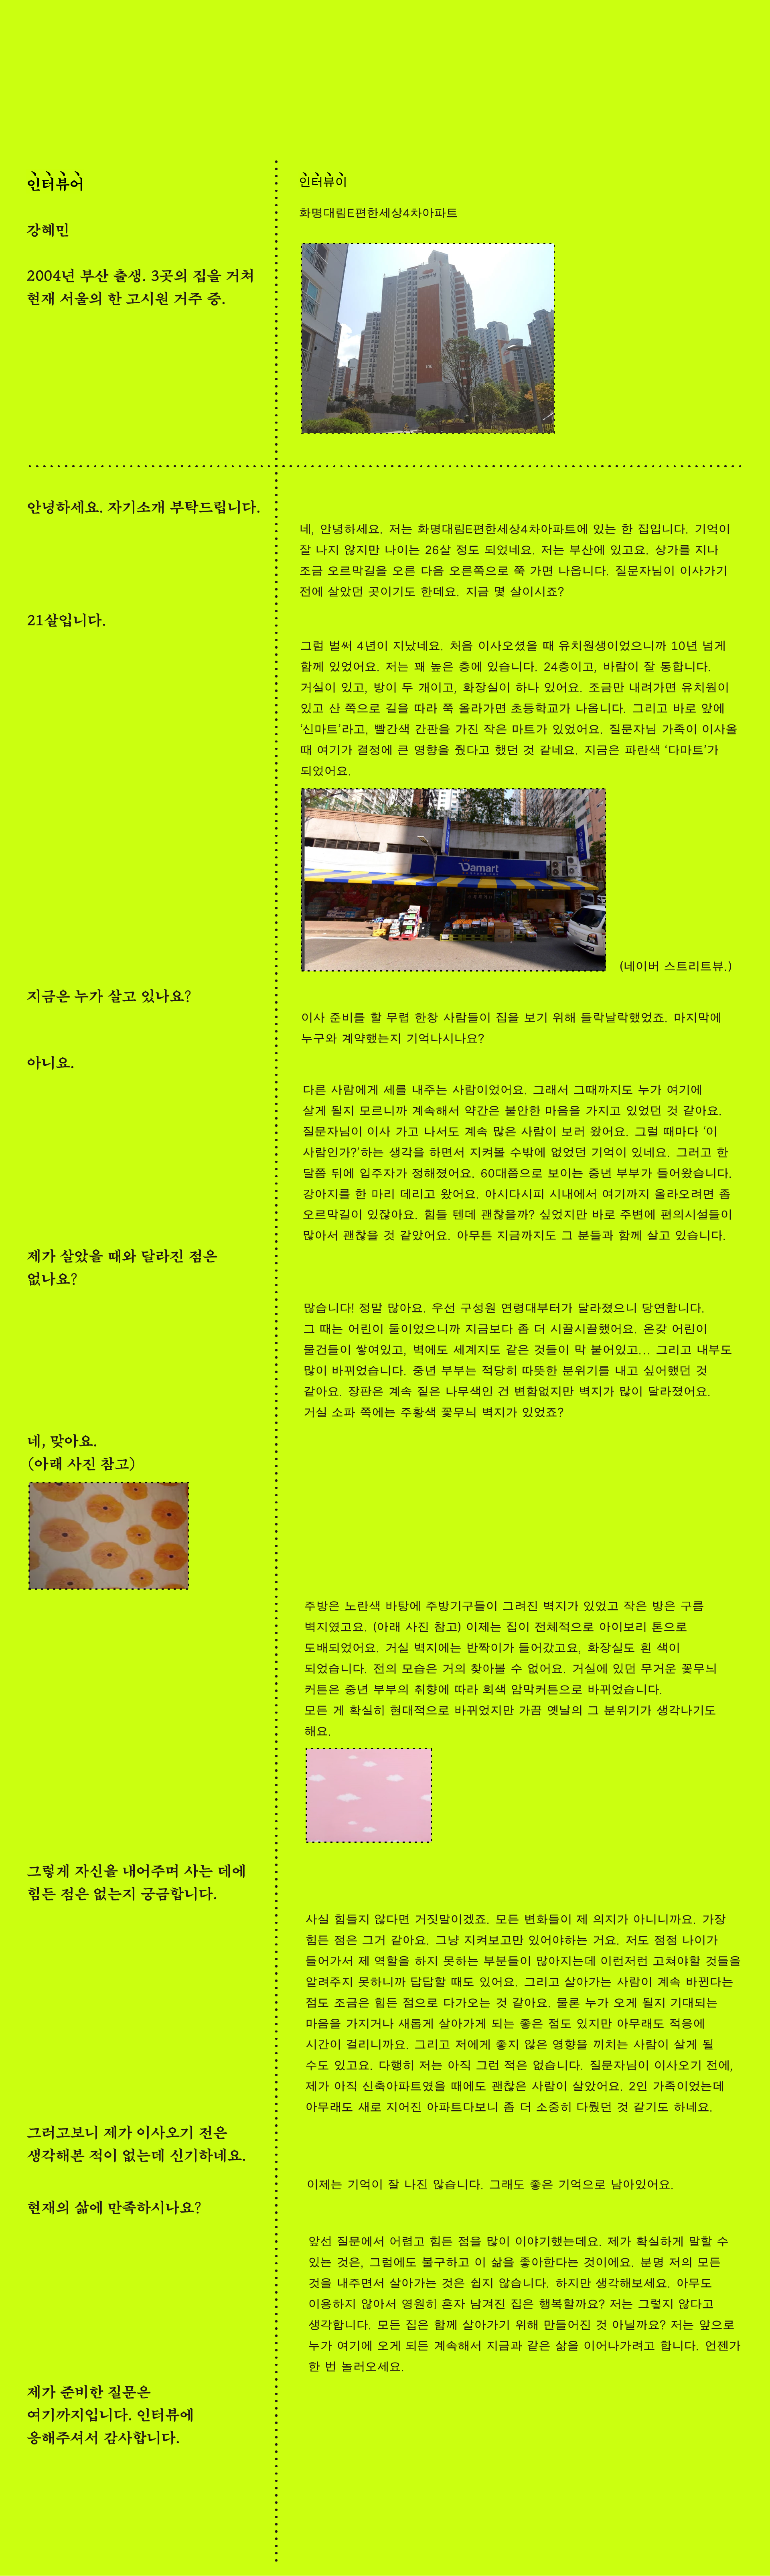 인터뷰어
강혜민
2004년 부산 출생. 3곳의 집을 거쳐
현재 서울의 한 고시원 거주 중.
인터뷰이
화명대림E편한세상4차아파트
안녕하세요. 자기소개 부탁드립니다.
네, 안녕하세요. 저는 화명대림E편한세상4차아파트에 있는 한 집입니다. 기억이
잘 나지 않지만 나이는 26살 정도 되었네요. 저는 부산에 있고요. 상가를 지나
조금 오르막길을 오른 다음 오른쪽으로 쭉 가면 나옵니다. 질문자님이 이사가기
전에 살았던 곳이기도 한데요. 지금 몇 살이시죠?
21살입니다.
그럼 벌써 4년이 지났네요. 처음 이사오셨을 때 유치원생이었으니까 10년 넘게
함께 있었어요. 저는 꽤 높은 층에 있습니다. 24층이고, 바람이 잘 통합니다.
거실이 있고, 방이 두 개이고, 화장실이 하나 있어요. 조금만 내려가면 유치원이
있고 산 쪽으로 길을 따라 쭉 올라가면 초등학교가 나옵니다. 그리고 바로 앞에
‘신마트’라고, 빨간색 간판을 가진 작은 마트가 있었어요. 질문자님 가족이 이사올
때 여기가 결정에 큰 영향을 줬다고 했던 것 같네요. 지금은 파란색 ‘다마트’가
되었어요.
Damart
(네이버 스트리트뷰.)
지금은 누가 살고 있나요?
이사 준비를 할 무렵 한창 사람들이 집을 보기 위해 들락날락했었죠. 마지막에
누구와 계약했는지 기억나시나요?
아니요.
다른 사람에게 세를 내주는 사람이었어요. 그래서 그때까지도 누가 여기에
살게 될지 모르니까 계속해서 약간은 불안한 마음을 가지고 있었던 것 같아요.
질문자님이 이사 가고 나서도 계속 많은 사람이 보러 왔어요. 그럴 때마다 ‘이
사람인가?’하는 생각을 하면서 지켜볼 수밖에 없었던 기억이 있네요. 그러고 한
달쯤 뒤에 입주자가 정해졌어요. 60대쯤으로 보이는 중년 부부가 들어왔습니다.
강아지를 한 마리 데리고 왔어요. 아시다시피 시내에서 여기까지 올라오려면 좀
오르막길이 있잖아요. 힘들 텐데 괜찮을까? 싶었지만 바로 주변에 편의시설들이
많아서 괜찮을 것 같았어요. 아무튼 지금까지도 그 분들과 함께 살고 있습니다.
제가 살았을 때와 달라진 점은
없나요?
많습니다! 정말 많아요. 우선 구성원 연령대부터가 달라졌으니 당연합니다.
그 때는 어린이 둘이었으니까 지금보다 좀 더 시끌시끌했어요. 온갖 어린이
물건들이 쌓여있고, 벽에도 세계지도 같은 것들이 막 붙어있고... 그리고 내부도
많이 바뀌었습니다. 중년 부부는 적당히 따뜻한 분위기를 내고 싶어했던 것
같아요. 장판은 계속 짙은 나무색인 건 변함없지만 벽지가 많이 달라졌어요.
거실 소파 쪽에는 주황색 꽃무늬 벽지가 있었죠?
네, 맞아요.
(아래 사진 참고)
주방은 노란색 바탕에 주방기구들이 그려진 벽지가 있었고 작은 방은 구름
벽지였고요. (아래 사진 참고) 이제는 집이 전체적으로 아이보리 톤으로
도배되었어요. 거실 벽지에는 반짝이가 들어갔고요, 화장실도 흰 색이
되었습니다. 전의 모습은 거의 찾아볼 수 없어요. 거실에 있던 무거운 꽃무늬
커튼은 중년 부부의 취향에 따라 회색 암막커튼으로 바뀌었습니다.
모든 게 확실히 현대적으로 바뀌었지만 가끔 옛날의 그 분위기가 생각나기도
해요.
그렇게 자신을 내어주며 사는 데에
힘든 점은 없는지 궁금합니다.
사실 힘들지 않다면 거짓말이겠죠. 모든 변화들이 제 의지가 아니니까요. 가장
힘든 점은 그거 같아요. 그냥 지켜보고만 있어야하는 거요. 저도 점점 나이가
들어가서 제 역할을 하지 못하는 부분들이 많아지는데 이런저런 고쳐야할 것들을
알려주지 못하니까 답답할 때도 있어요. 그리고 살아가는 사람이 계속 바뀐다는
점도 조금은 힘든 점으로 다가오는 것 같아요. 물론 누가 오게 될지 기대되는
마음을 가지거나 새롭게 살아가게 되는 좋은 점도 있지만 아무래도 적응에
시간이 걸리니까요. 그리고 저에게 좋지 않은 영향을 끼치는 사람이 살게 될
수도 있고요. 다행히 저는 아직 그런 적은 없습니다. 질문자님이 이사오기 전에,
제가 아직 신축아파트였을 때에도 괜찮은 사람이 살았어요. 2인 가족이었는데
아무래도 새로 지어진 아파트다보니 좀 더 소중히 다뤘던 것 같기도 하네요.
그러고보니 제가 이사오기 전은
생각해본 적이 없는데 신기하네요.
이제는 기억이 잘 나진 않습니다. 그래도 좋은 기억으로 남아있어요.
현재의 삶에 만족하시나요?
앞선 질문에서 어렵고 힘든 점을 많이 이야기했는데요. 제가 확실하게 말할 수
있는 것은, 그럼에도 불구하고 이 삶을 좋아한다는 것이에요. 분명 저의 모든
것을 내주면서 살아가는 것은 쉽지 않습니다. 하지만 생각해보세요. 아무도
이용하지 않아서 영원히 혼자 남겨진 집은 행복할까요? 저는 그렇지 않다고
생각합니다. 모든 집은 함께 살아가기 위해 만들어진 것 아닐까요? 저는 앞으로
누가 여기에 오게 되든 계속해서 지금과 같은 삶을 이어나가려고 합니다. 언젠가
한 번 놀러오세요.
제가 준비한 질문은
여기까지입니다. 인터뷰에
응해주셔서 감사합니다.